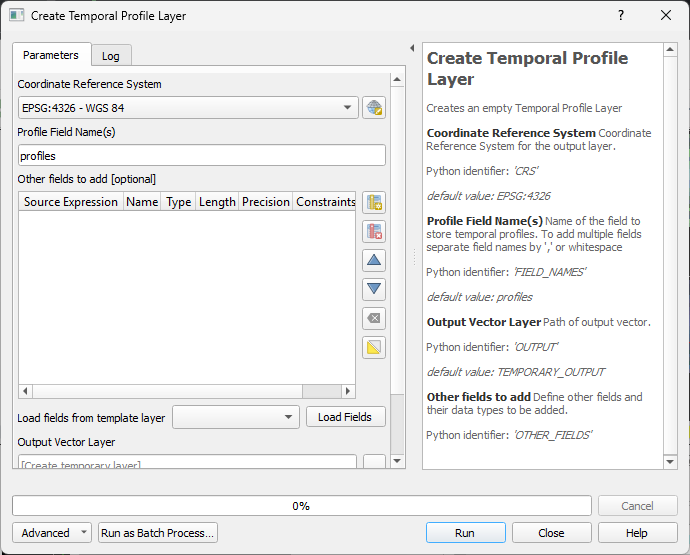 Create Temporal Profile Layer
?
Parameters
Log
Coordinate Reference System
EPSG:4326 - WGS 84
Profile Field Name(s)
profiles
Other fields to add [optional]
Source Expression Name Type Length Precision Constraints
Load fields from template layer
Load Fields
Output Vector Layer
[Create temporary layer]
Create Temporal Profile
Layer
Creates an empty Temporal Profile Layer
Coordinate Reference System Coordinate
Reference System for the output layer.
Python identifier: 'CRS'
default value: EPSG:4326
Profile Field Name(s) Name of the field to
store temporal profiles. To add multiple fields
separate field names by ',' or whitespace
Python identifier: 'FIELD_NAMES'
default value: profiles
Output Vector Layer Path of output vector.
Python identifier: 'OUTPUT'
default value: TEMPORARY_OUTPUT
Other fields to add Define other fields and
their data types to be added.
Python identifier: 'OTHER_FIELDS'
0%
Cancel
Advanced
Run as Batch Process...
Run
Close
Help